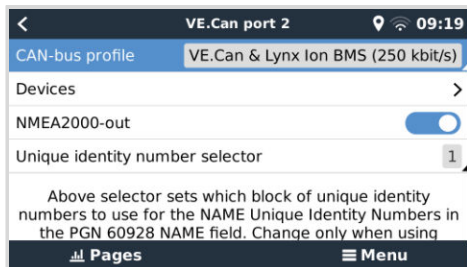 VE.Can port 2 09:19
CAN-bus profile VE.Can & Lynx Ion BMS (250 kbit/s)
Devices
NMEA2000-out
Unique identity number selector 1
Above selector sets which block of unique identity
numbers to use for the NAME Unique Identity Numbers in
the PGN 60928 NAME field. Change only when using
Pages Menu